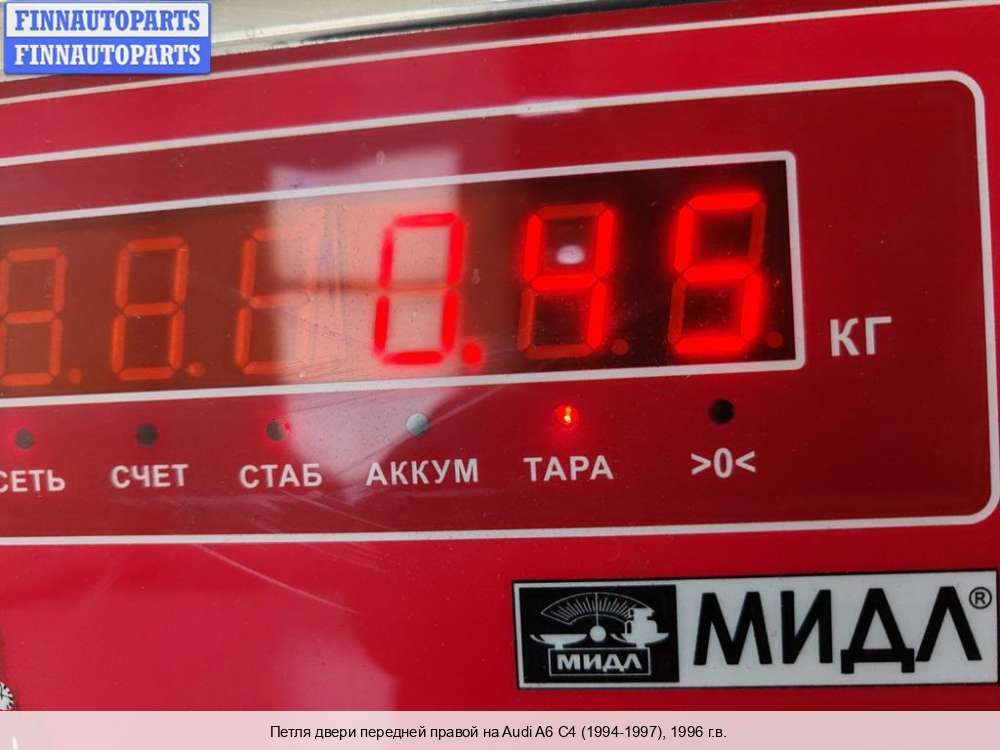 FINNAUTOPARTS
FINNAUTOPARTS
0.45
КГ
СЕТЬ СЧЕТ СТАБ АККУМ ТАРА >0<
МИДЛ МИДЛ®
Петля двери передней правой на Audi A6 C4 (1994-1997), 1996 г.в.